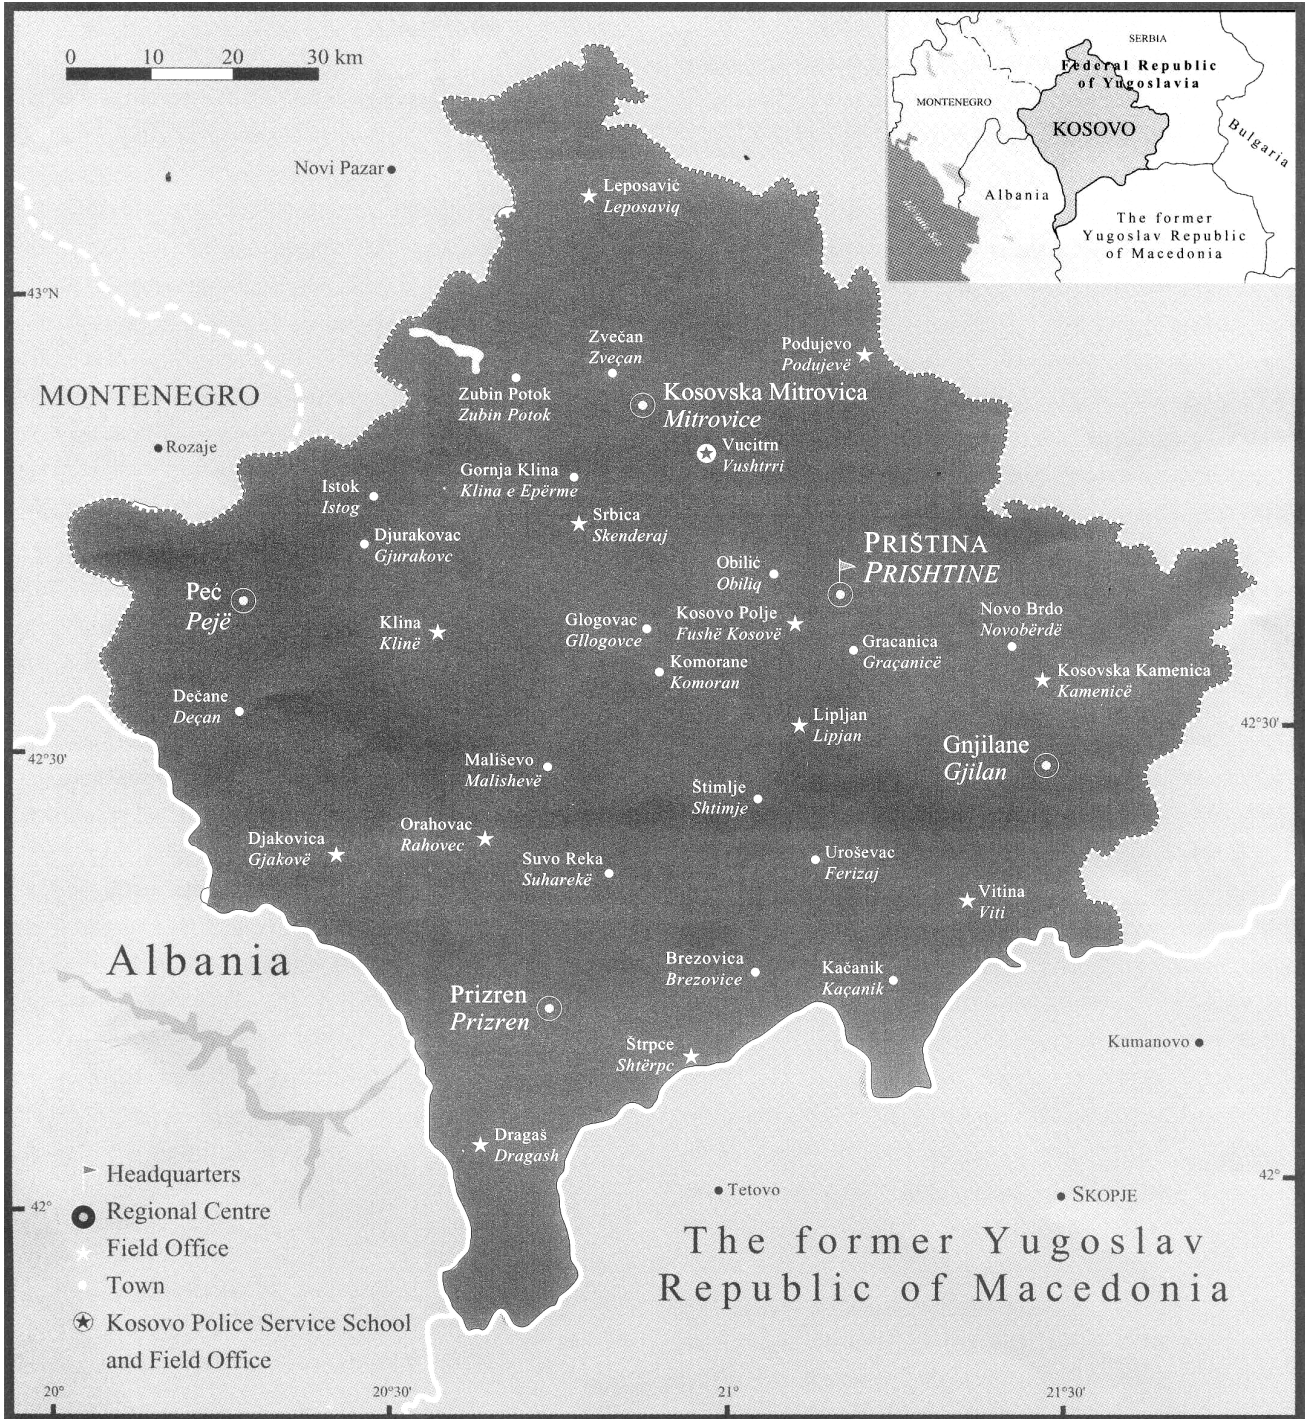 0 10 20 30 km
SERBIA
Federal Republic
of Yugoslavia
MONTENEGRO
KOSOVO
Bulgaria
Albania
Adriatic Sea
The former
Yugoslav Republic
of Macedonia
Novi Pazar
Leposavić
Leposaviq
43°N
Zvečan
Zveçan
Podujevo
Podujevë
MONTENEGRO
Zubin Potok
Zubin Potok
Kosovska Mitrovica
Mitrovice
Rozaje
Vucitrn
Vushtrri
Gornja Klina
Klina e Epërme
Istok
Istog
Srbica
Skenderaj
Djurakovac
Gjurakovc
PRIŠTINA
PRISHTINE
Obilić
Obiliq
Peć
Pejë
Klina
Klinë
Glogovac
Gllogovce
Kosovo Polje
Fushë Kosovë
Novo Brdo
Novobërdë
Gracanica
Graçanicë
Komorane
Komoran
Kosovska Kamenica
Kamenicë
Dečane
Deçan
Lipljan
Lipjan
42°30'
42°30'
Gnjilane
Gjilan
Mališevo
Malishevë
Štimlje
Shtimje
Djakovica
Gjakovë
Orahovac
Rahovec
Suvo Reka
Suharekë
Uroševac
Ferizaj
Vitina
Viti
Albania
Brezovica
Brezovice
Kačanik
Kaçanik
Prizren
Prizren
Štrpce
Shtërpc
Kumanovo
Dragaš
Dragash
Headquarters
Regional Centre
Field Office
Town
Kosovo Police Service School
and Field Office
42°
42°
Tetovo
SKOPJE
The former Yugoslav
Republic of Macedonia
20° 20°30' 21° 21°30'